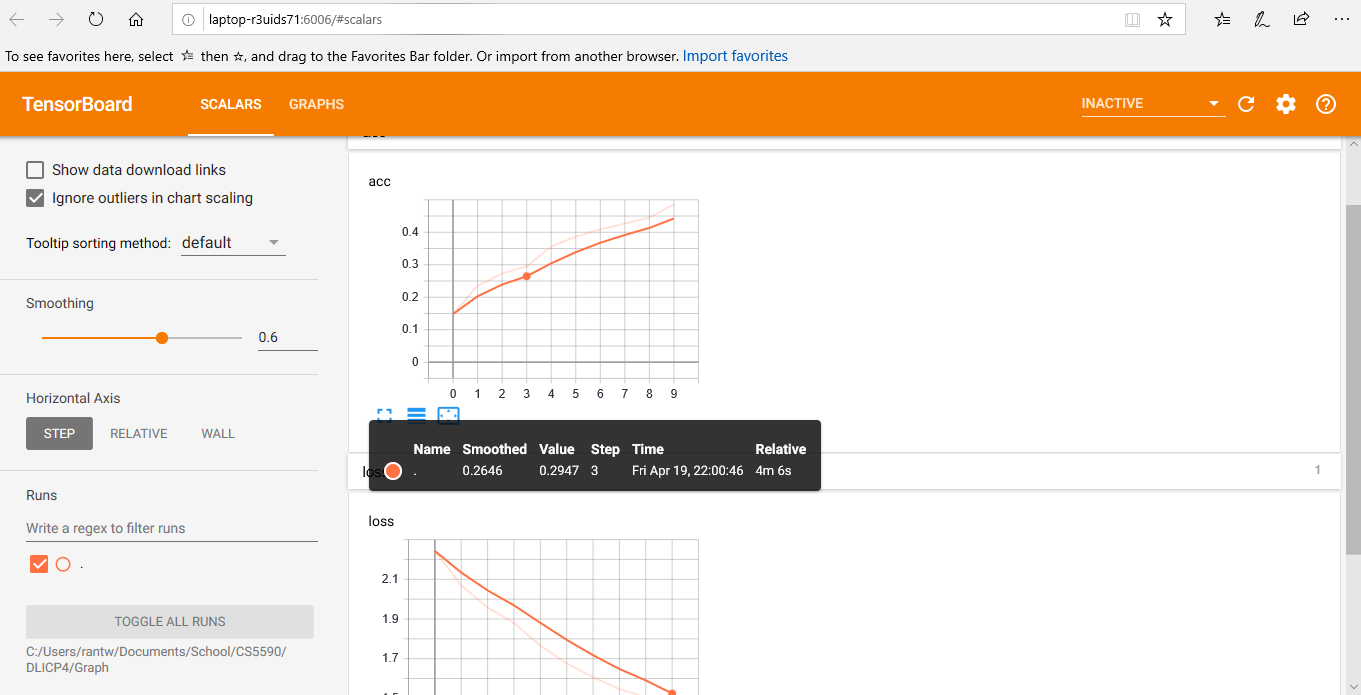 laptop-r3uids71:6006/#scalars
To see favorites here, select then ☆, and drag to the Favorites Bar folder. Or import from another browser. Import favorites
TensorBoard SCALARS GRAPHS INACTIVE
Show data download links
Ignore outliers in chart scaling
Tooltip sorting method: default
Smoothing
0.6
Horizontal Axis
STEP RELATIVE WALL
Runs
Write a regex to filter runs
.
TOGGLE ALL RUNS
C:/Users/rantw/Documents/School/CS5590/
DLICP4/Graph
acc
0.4
0.3
0.2
0.1
0
0 1 2 3 4 5 6 7 8 9
Name Smoothed Value Step Time Relative
. 0.2646 0.2947 3 Fri Apr 19, 22:00:46 4m 6s
1
loss
2.1
1.9
1.7